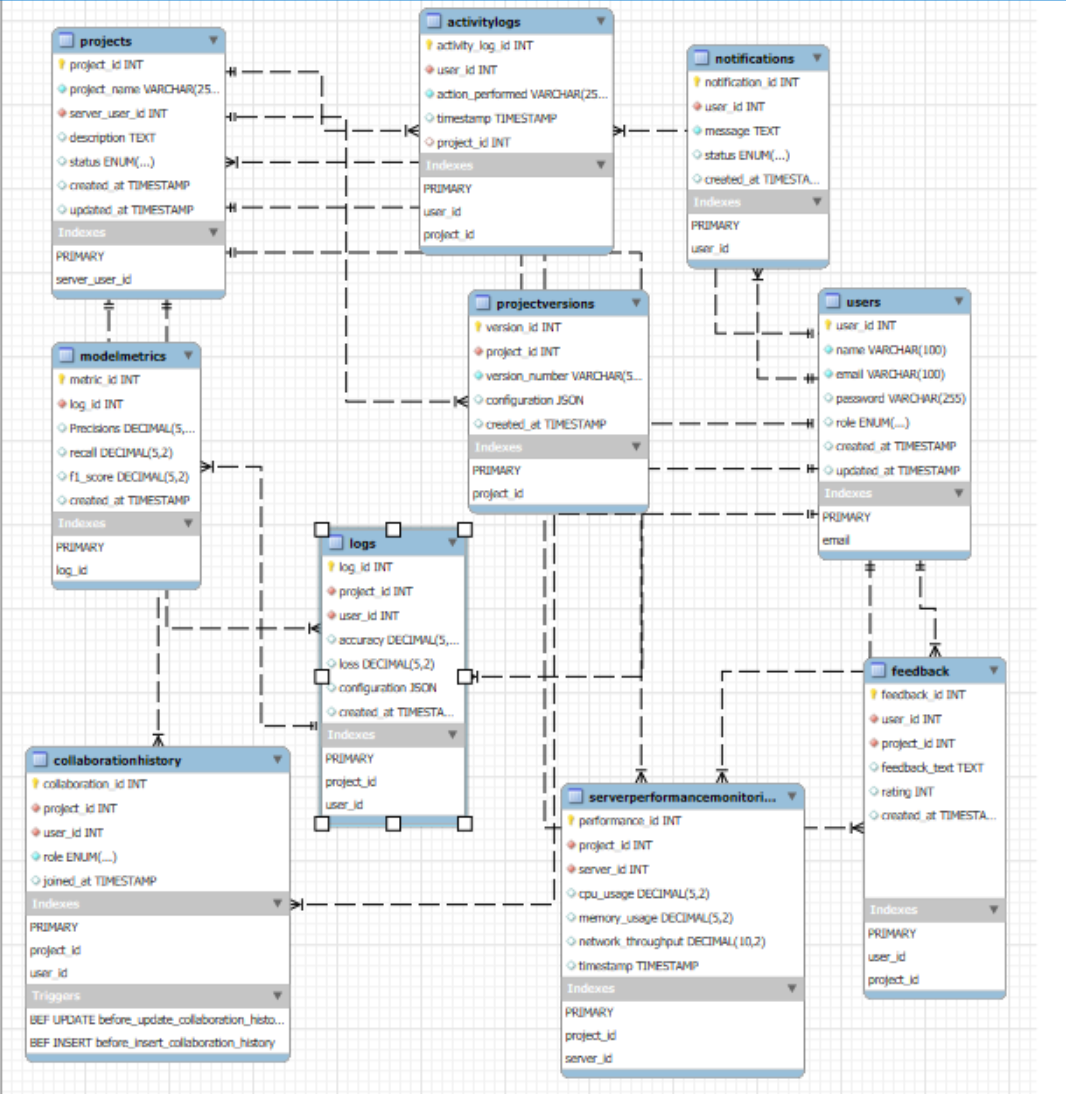 projects
project_id INT
project_name VARCHAR(25...
server_user_id INT
description TEXT
status ENUM(...)
created_at TIMESTAMP
updated_at TIMESTAMP
Indexes
PRIMARY
server_user_id
activitylogs
activity_log_id INT
user_id INT
action_performed VARCHAR(25...
timestamp TIMESTAMP
project_id INT
Indexes
PRIMARY
user_id
project_id
notifications
notification_id INT
user_id INT
message TEXT
status ENUM(...)
created_at TIMESTA...
Indexes
PRIMARY
user_id
projectversions
version_id INT
project_id INT
version_number VARCHAR(5...
configuration JSON
created_at TIMESTAMP
Indexes
PRIMARY
project_id
users
user_id INT
name VARCHAR(100)
email VARCHAR(100)
password VARCHAR(255)
role ENUM(...)
created_at TIMESTAMP
updated_at TIMESTAMP
Indexes
PRIMARY
email
modelmetrics
metric_id INT
log_id INT
Precisions DECIMAL(5,...
recall DECIMAL(5,2)
f1_score DECIMAL(5,2)
created_at TIMESTAMP
Indexes
PRIMARY
log_id
logs
log_id INT
project_id INT
user_id INT
accuracy DECIMAL(5,...
loss DECIMAL(5,2)
configuration JSON
created_at TIMESTA...
Indexes
PRIMARY
project_id
user_id
feedback
feedback_id INT
user_id INT
project_id INT
feedback_text TEXT
rating INT
created_at TIMESTA...
Indexes
PRIMARY
user_id
project_id
collaborationhistory
collaboration_id INT
project_id INT
user_id INT
role ENUM(...)
joined_at TIMESTAMP
Indexes
PRIMARY
project_id
user_id
Triggers
BEF UPDATE before_update_collaboration_histo...
BEF INSERT before_insert_collaboration_history
serverperformancemonitori...
performance_id INT
project_id INT
server_id INT
cpu_usage DECIMAL(5,2)
memory_usage DECIMAL(5,2)
network_throughput DECIMAL(10,2)
timestamp TIMESTAMP
Indexes
PRIMARY
project_id
server_id